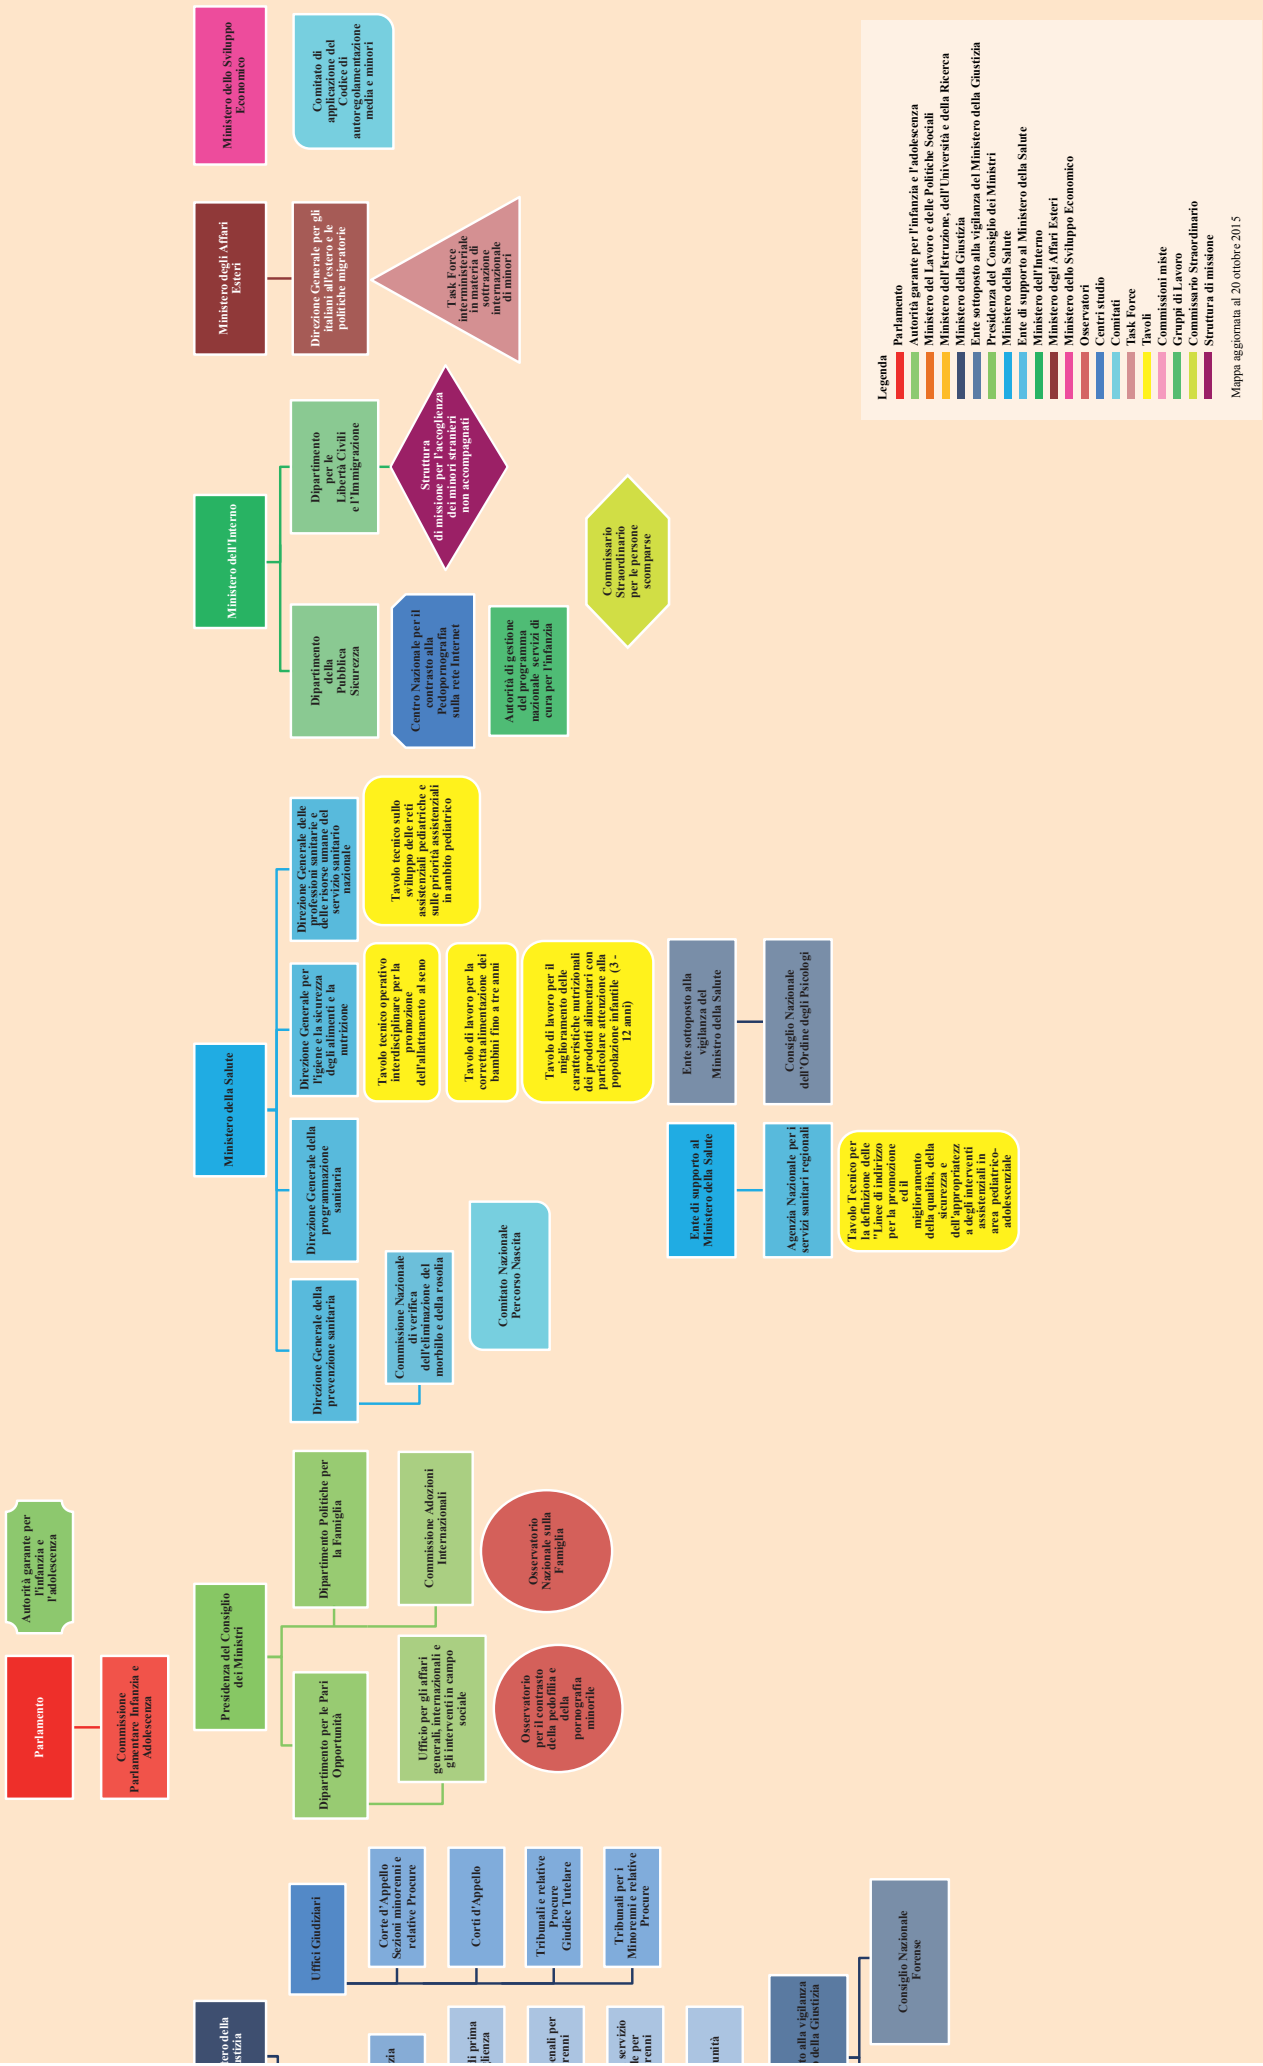 Parlamento
Commissione
Parlamentare Infanzia e
Adolescenza
Autorità garante per
l'infanzia e
l'adolescenza
Uffici Giudiziari
Corte d'Appello
Sezioni minorenni e
relative Procure
Corti d'Appello
Tribunali e relative
Procure
Giudice Tutelare
Tribunali per i
Minorenni e relative
Procure
alla vigilanza
della Giustizia
Consiglio Nazionale
Forense
Presidenza del Consiglio
dei Ministri
Dipartimento per le Pari
Opportunità
Ufficio per gli affari
generali, internazionali e
gli interventi in campo
sociale
Osservatorio
per il contrasto
della pedofilia e
della
pornografia
minorile
Dipartimento Politiche per
la Famiglia
Commissione Adozioni
Internazionali
Osservatorio
Nazionale sulla
Famiglia
Ministero della Salute
Direzione Generale della
prevenzione sanitaria
Commissione Nazionale
di verifica
dell'eliminazione del
morbillo e della rosolia
Comitato Nazionale
Percorso Nascita
Direzione Generale della
programmazione
sanitaria
Direzione Generale per
l'igiene e la sicurezza
degli alimenti e la
nutrizione
Tavolo tecnico operativo
interdisciplinare per la
promozione
dell'allattamento al seno
Tavolo di lavoro per la
corretta alimentazione dei
bambini fino a tre anni
Tavolo di lavoro per il
miglioramento delle
caratteristiche nutrizionali
dei prodotti alimentari con
particolare attenzione alla
popolazione infantile (3 -
12 anni)
Direzione Generale delle
professioni sanitarie e
delle risorse umane del
servizio sanitario
nazionale
Tavolo tecnico sullo
sviluppo delle reti
assistenziali pediatriche e
sulle priorità assistenziali
in ambito pediatrico
Ente di supporto al
Ministero della Salute
Agenzia Nazionale per i
servizi sanitari regionali
Tavolo Tecnico per
la definizione delle
"Linee di indirizzo
per la promozione
ed il
miglioramento
della qualità, della
sicurezza e
dell'appropriatezz
a degli interventi
assistenziali in
area pediatrico-
adolescenziale
Ente sottoposto alla
vigilanza del
Ministro della Salute
Consiglio Nazionale
dell'Ordine degli Psicologi
Ministero dell'Interno
Dipartimento
della
Pubblica
Sicurezza
Centro Nazionale per il
contrasto alla
Pedopornografia
sulla rete Internet
Autorità di gestione
del programma
nazionale servizi di
cura per l'infanzia
Dipartimento
per le
Libertà Civili
e l'Immigrazione
Struttura
di missione per l'accoglienza
dei minori stranieri
non accompagnati
Commissario
Straordinario
per le persone
scomparse
Ministero degli Affari
Esteri
Direzione Generale per gli
italiani all'estero e le
politiche migratorie
Task Force
interministeriale
in materia di
sottrazione
internazionale
di minori
Ministero dello Sviluppo
Economico
Comitato di
applicazione del
Codice di
autoregolamentazione
media e minori
Legenda
Parlamento
Autorità garante per l'infanzia e l'adolescenza
Ministero del Lavoro e delle Politiche Sociali
Ministero dell'Istruzione, dell'Università e della Ricerca
Ministero della Giustizia
Ente sottoposto alla vigilanza del Ministero della Giustizia
Presidenza del Consiglio dei Ministri
Ministero della Salute
Ente di supporto al Ministero della Salute
Ministero dell'Interno
Ministero degli Affari Esteri
Ministero dello Sviluppo Economico
Osservatori
Centri studio
Comitati
Task Force
Tavoli
Commissioni miste
Gruppi di Lavoro
Commissario Straordinario
Struttura di missione
Mappa aggiornata al 20 ottobre 2015